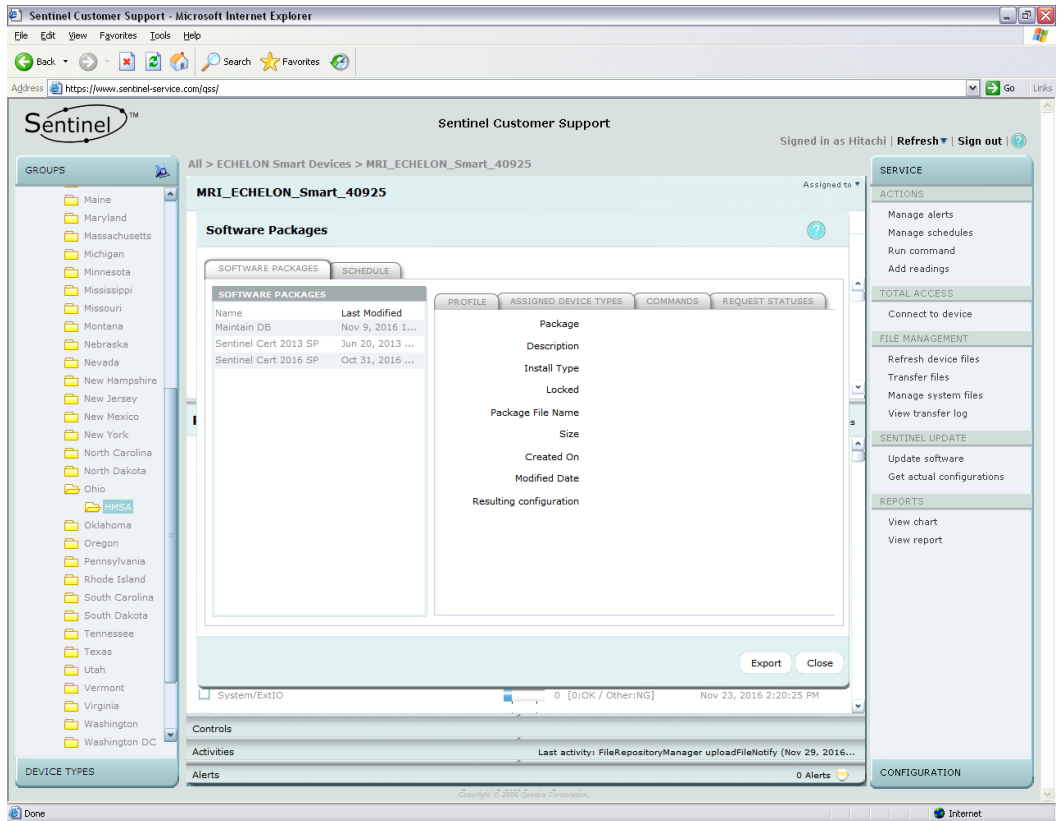 Sentinel Customer Support - Microsoft Internet Explorer
File Edit View Favorites Tools Help
Back Search Favorites
Address https://www.sentinel-service.com/qss/ Go Links
Sentinel™
Sentinel Customer Support
Signed in as Hitachi | Refresh▼ | Sign out | ?
GROUPS
Maine
Maryland
Massachusetts
Michigan
Minnesota
Mississippi
Missouri
Montana
Nebraska
Nevada
New Hampshire
New Jersey
New Mexico
New York
North Carolina
North Dakota
Ohio
HMSA
Oklahoma
Oregon
Pennsylvania
Rhode Island
South Carolina
South Dakota
Tennessee
Texas
Utah
Vermont
Virginia
Washington
Washington DC
DEVICE TYPES
All > ECHELON Smart Devices > MRI_ECHELON_Smart_40925
MRI_ECHELON_Smart_40925
Assigned to ▼
Software Packages ?
SOFTWARE PACKAGES SCHEDULE
SOFTWARE PACKAGES
Name Last Modified
Maintain DB Nov 9, 2016 1...
Sentinel Cert 2013 SP Jun 20, 2013 ...
Sentinel Cert 2016 SP Oct 31, 2016 ...
PROFILE ASSIGNED DEVICE TYPES COMMANDS REQUEST STATUSES
Package
Description
Install Type
Locked
Package File Name
Size
Created On
Modified Date
Resulting configuration
Export Close
System/ExtIO 0 [0:OK / Other:NG] Nov 23, 2016 2:20:25 PM
Controls
Activities Last activity: FileRepositoryManager uploadFileNotify (Nov 29, 2016...
Alerts 0 Alerts
Copyright © 2006 Questra Corporation.
SERVICE
ACTIONS
Manage alerts
Manage schedules
Run command
Add readings
TOTAL ACCESS
Connect to device
FILE MANAGEMENT
Refresh device files
Transfer files
Manage system files
View transfer log
SENTINEL UPDATE
Update software
Get actual configurations
REPORTS
View chart
View report
CONFIGURATION
Done Internet